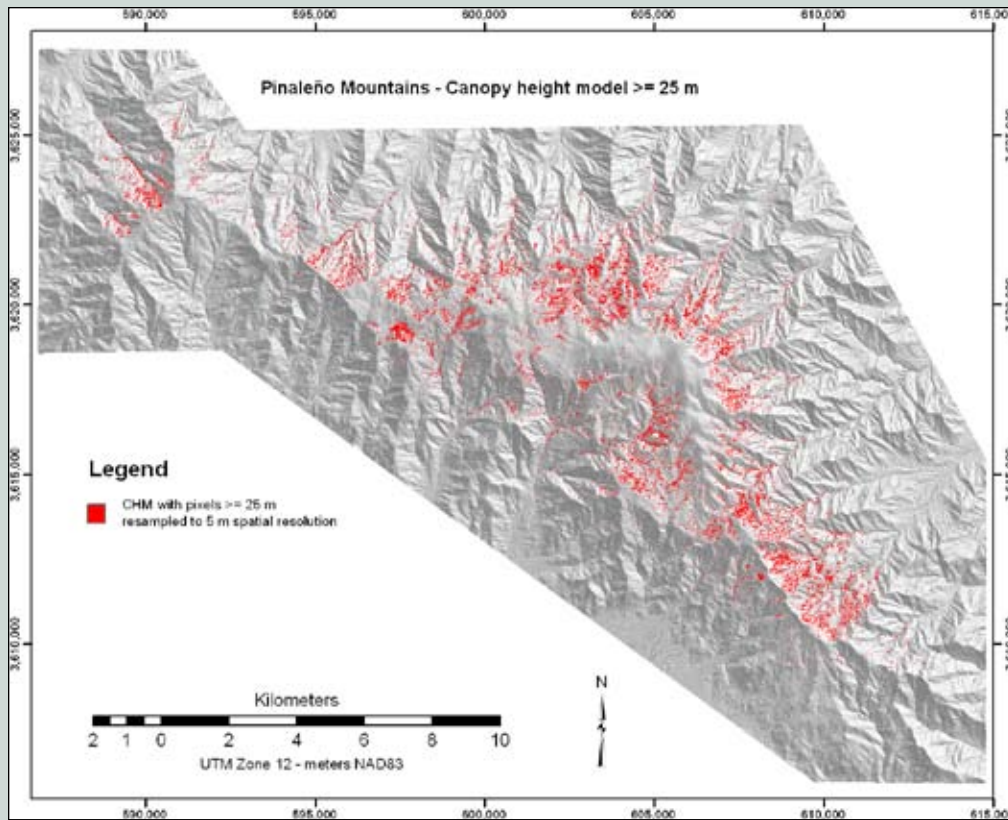 590,000 595,000 600,000 605,000 610,000 615,000
Pinaleño Mountains - Canopy height model >= 25 m
3,625,000
3,620,000
3,615,000
3,610,000
Legend
CHM with pixels >= 25 m
resampled to 5 m spatial resolution
N
Kilometers
2 1 0 2 4 6 8 10
UTM Zone 12 - meters NAD83
590,000 595,000 600,000 605,000 610,000